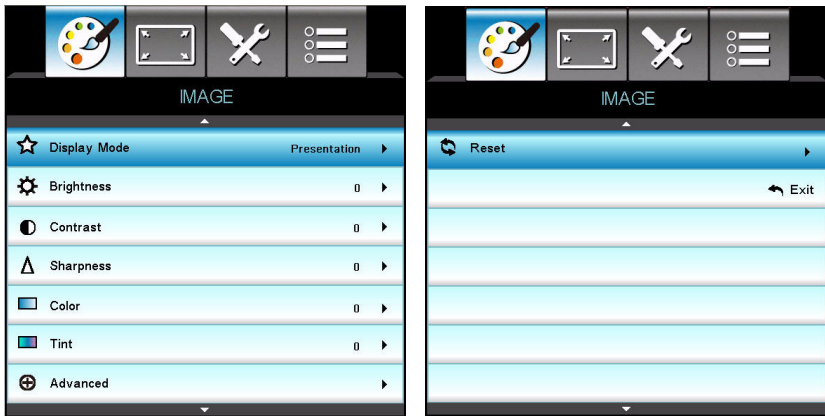 IMAGE
Display Mode Presentation
Brightness 0
Contrast 0
Sharpness 0
Color 0
Tint 0
Advanced
IMAGE
Reset
Exit